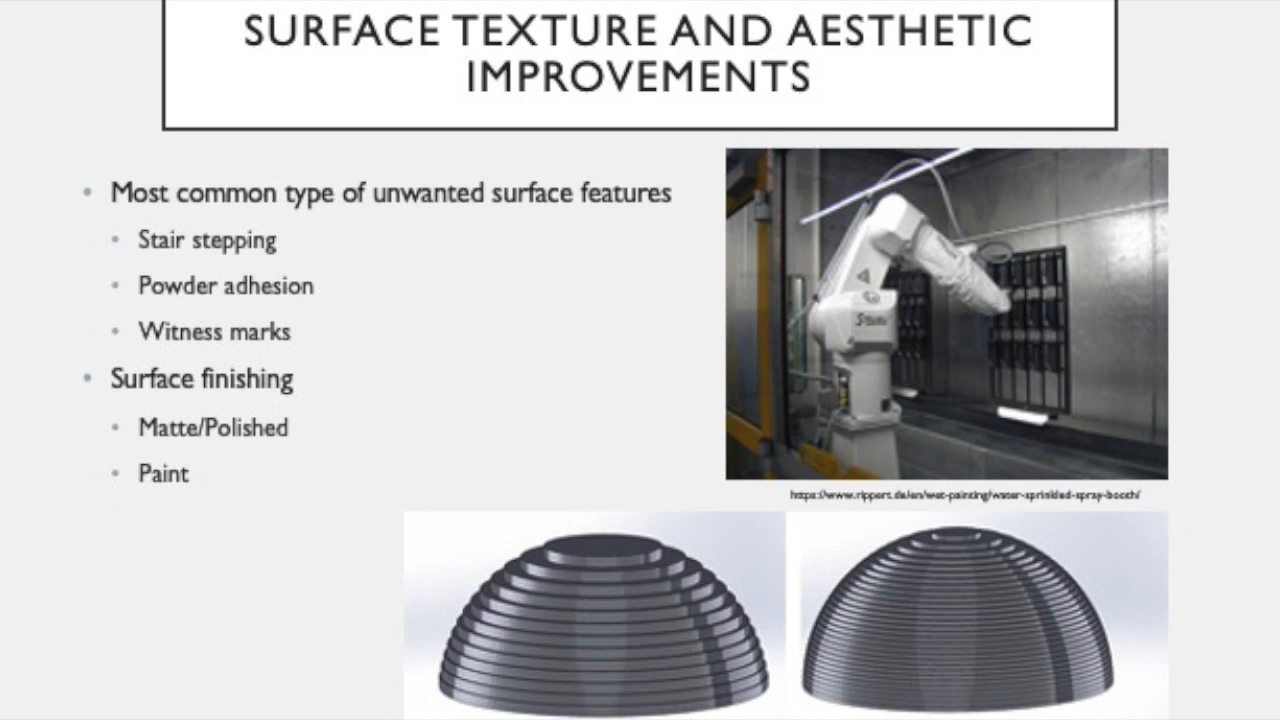 SURFACE TEXTURE AND AESTHETIC
IMPROVEMENTS
Most common type of unwanted surface features
Stair stepping
Powder adhesion
Witness marks
Surface finishing
Matte/Polished
Paint
https://www.rippert.de/en/wet-painting/water-sprinkled-spray-booth/